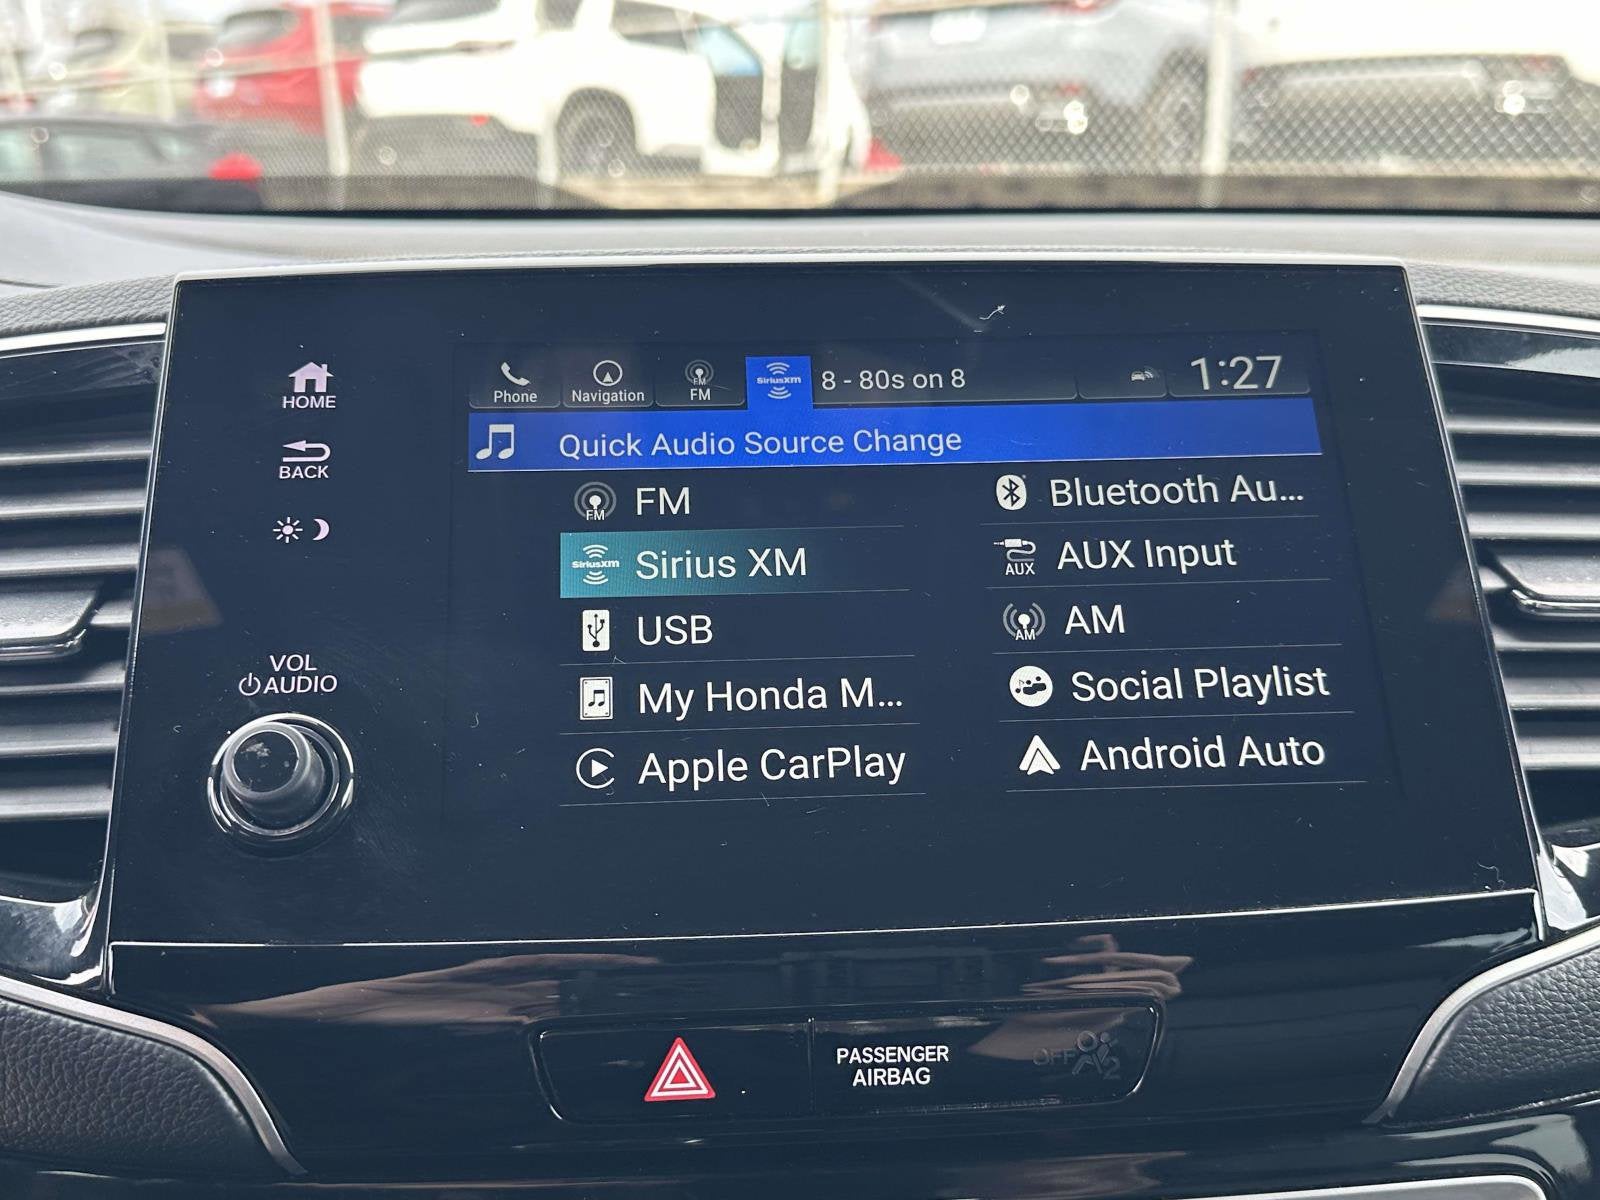 HOME
BACK
VOL
AUDIO
Phone
Navigation
FM
FM
SiriusXM
8 - 80s on 8
1:27
Quick Audio Source Change
FM
FM
SiriusXM
Sirius XM
USB
My Honda M...
Apple CarPlay
Bluetooth Au...
AUX
AUX Input
AM
AM
Social Playlist
Android Auto
PASSENGER
AIRBAG
OFF
2